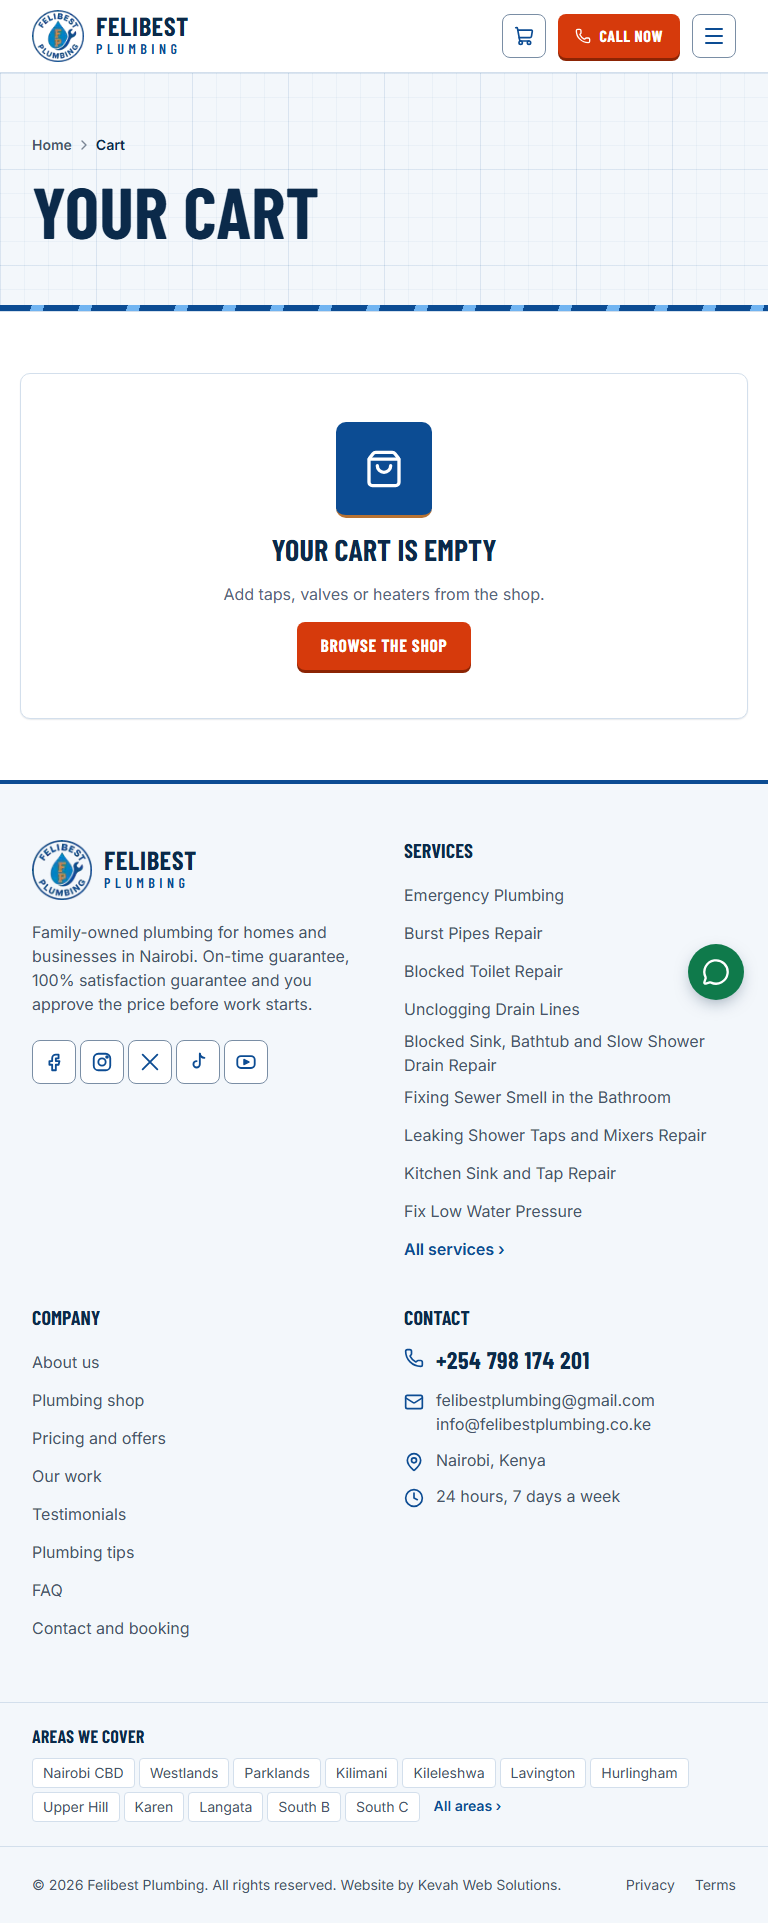 FELIBEST
PLUMBING
FELIBEST
PLUMBING
CALL NOW
Home > Cart
YOUR CART
YOUR CART IS EMPTY
Add taps, valves or heaters from the shop.
BROWSE THE SHOP
FELIBEST
PLUMBING
FELIBEST
PLUMBING
Family-owned plumbing for homes and
businesses in Nairobi. On-time guarantee,
100% satisfaction guarantee and you
approve the price before work starts.
SERVICES
Emergency Plumbing
Burst Pipes Repair
Blocked Toilet Repair
Unclogging Drain Lines
Blocked Sink, Bathtub and Slow Shower
Drain Repair
Fixing Sewer Smell in the Bathroom
Leaking Shower Taps and Mixers Repair
Kitchen Sink and Tap Repair
Fix Low Water Pressure
All services ›
COMPANY
About us
Plumbing shop
Pricing and offers
Our work
Testimonials
Plumbing tips
FAQ
Contact and booking
CONTACT
+254 798 174 201
felibestplumbing@gmail.com
info@felibestplumbing.co.ke
Nairobi, Kenya
24 hours, 7 days a week
AREAS WE COVER
Nairobi CBD Westlands Parklands Kilimani Kileleshwa Lavington Hurlingham
Upper Hill Karen Langata South B South C All areas ›
© 2026 Felibest Plumbing. All rights reserved. Website by Kevah Web Solutions. Privacy Terms